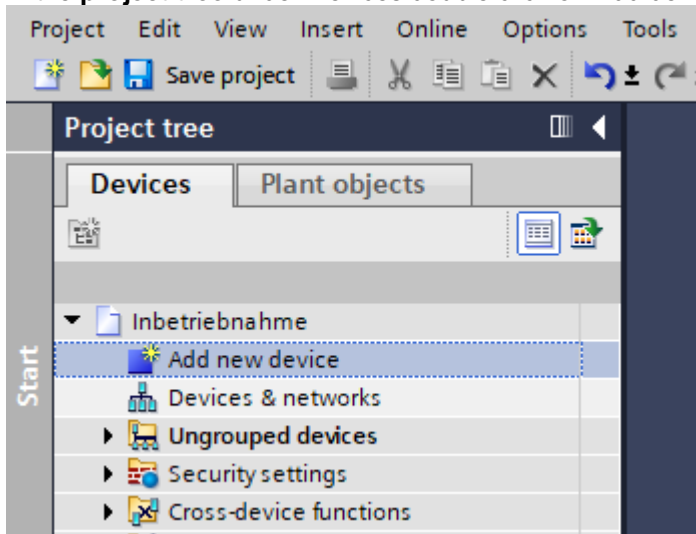 Project Edit View Insert Online Options Tools
Save project
Project tree
Devices Plant objects
Start
Inbetriebnahme
Add new device
Devices & networks
Ungrouped devices
Security settings
Cross-device functions